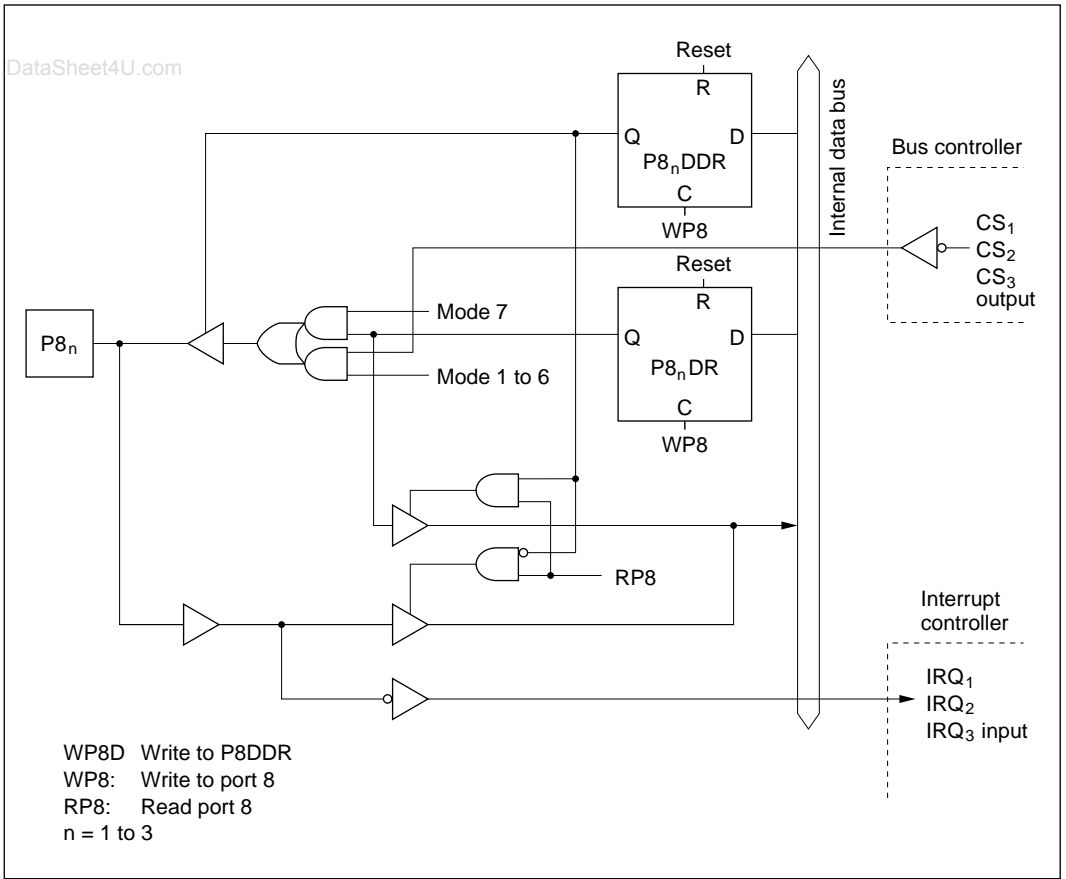 DataSheet4U.com
Reset
R
Q
D
P8nDDR
C
WP8
Internal data bus
Bus controller
CS1
CS2
CS3
output
Reset
R
Q
D
P8nDR
C
WP8
Mode 7
Mode 1 to 6
P8n
RP8
Interrupt
controller
IRQ1
IRQ2
IRQ3 input
WP8D Write to P8DDR
WP8: Write to port 8
RP8: Read port 8
n = 1 to 3